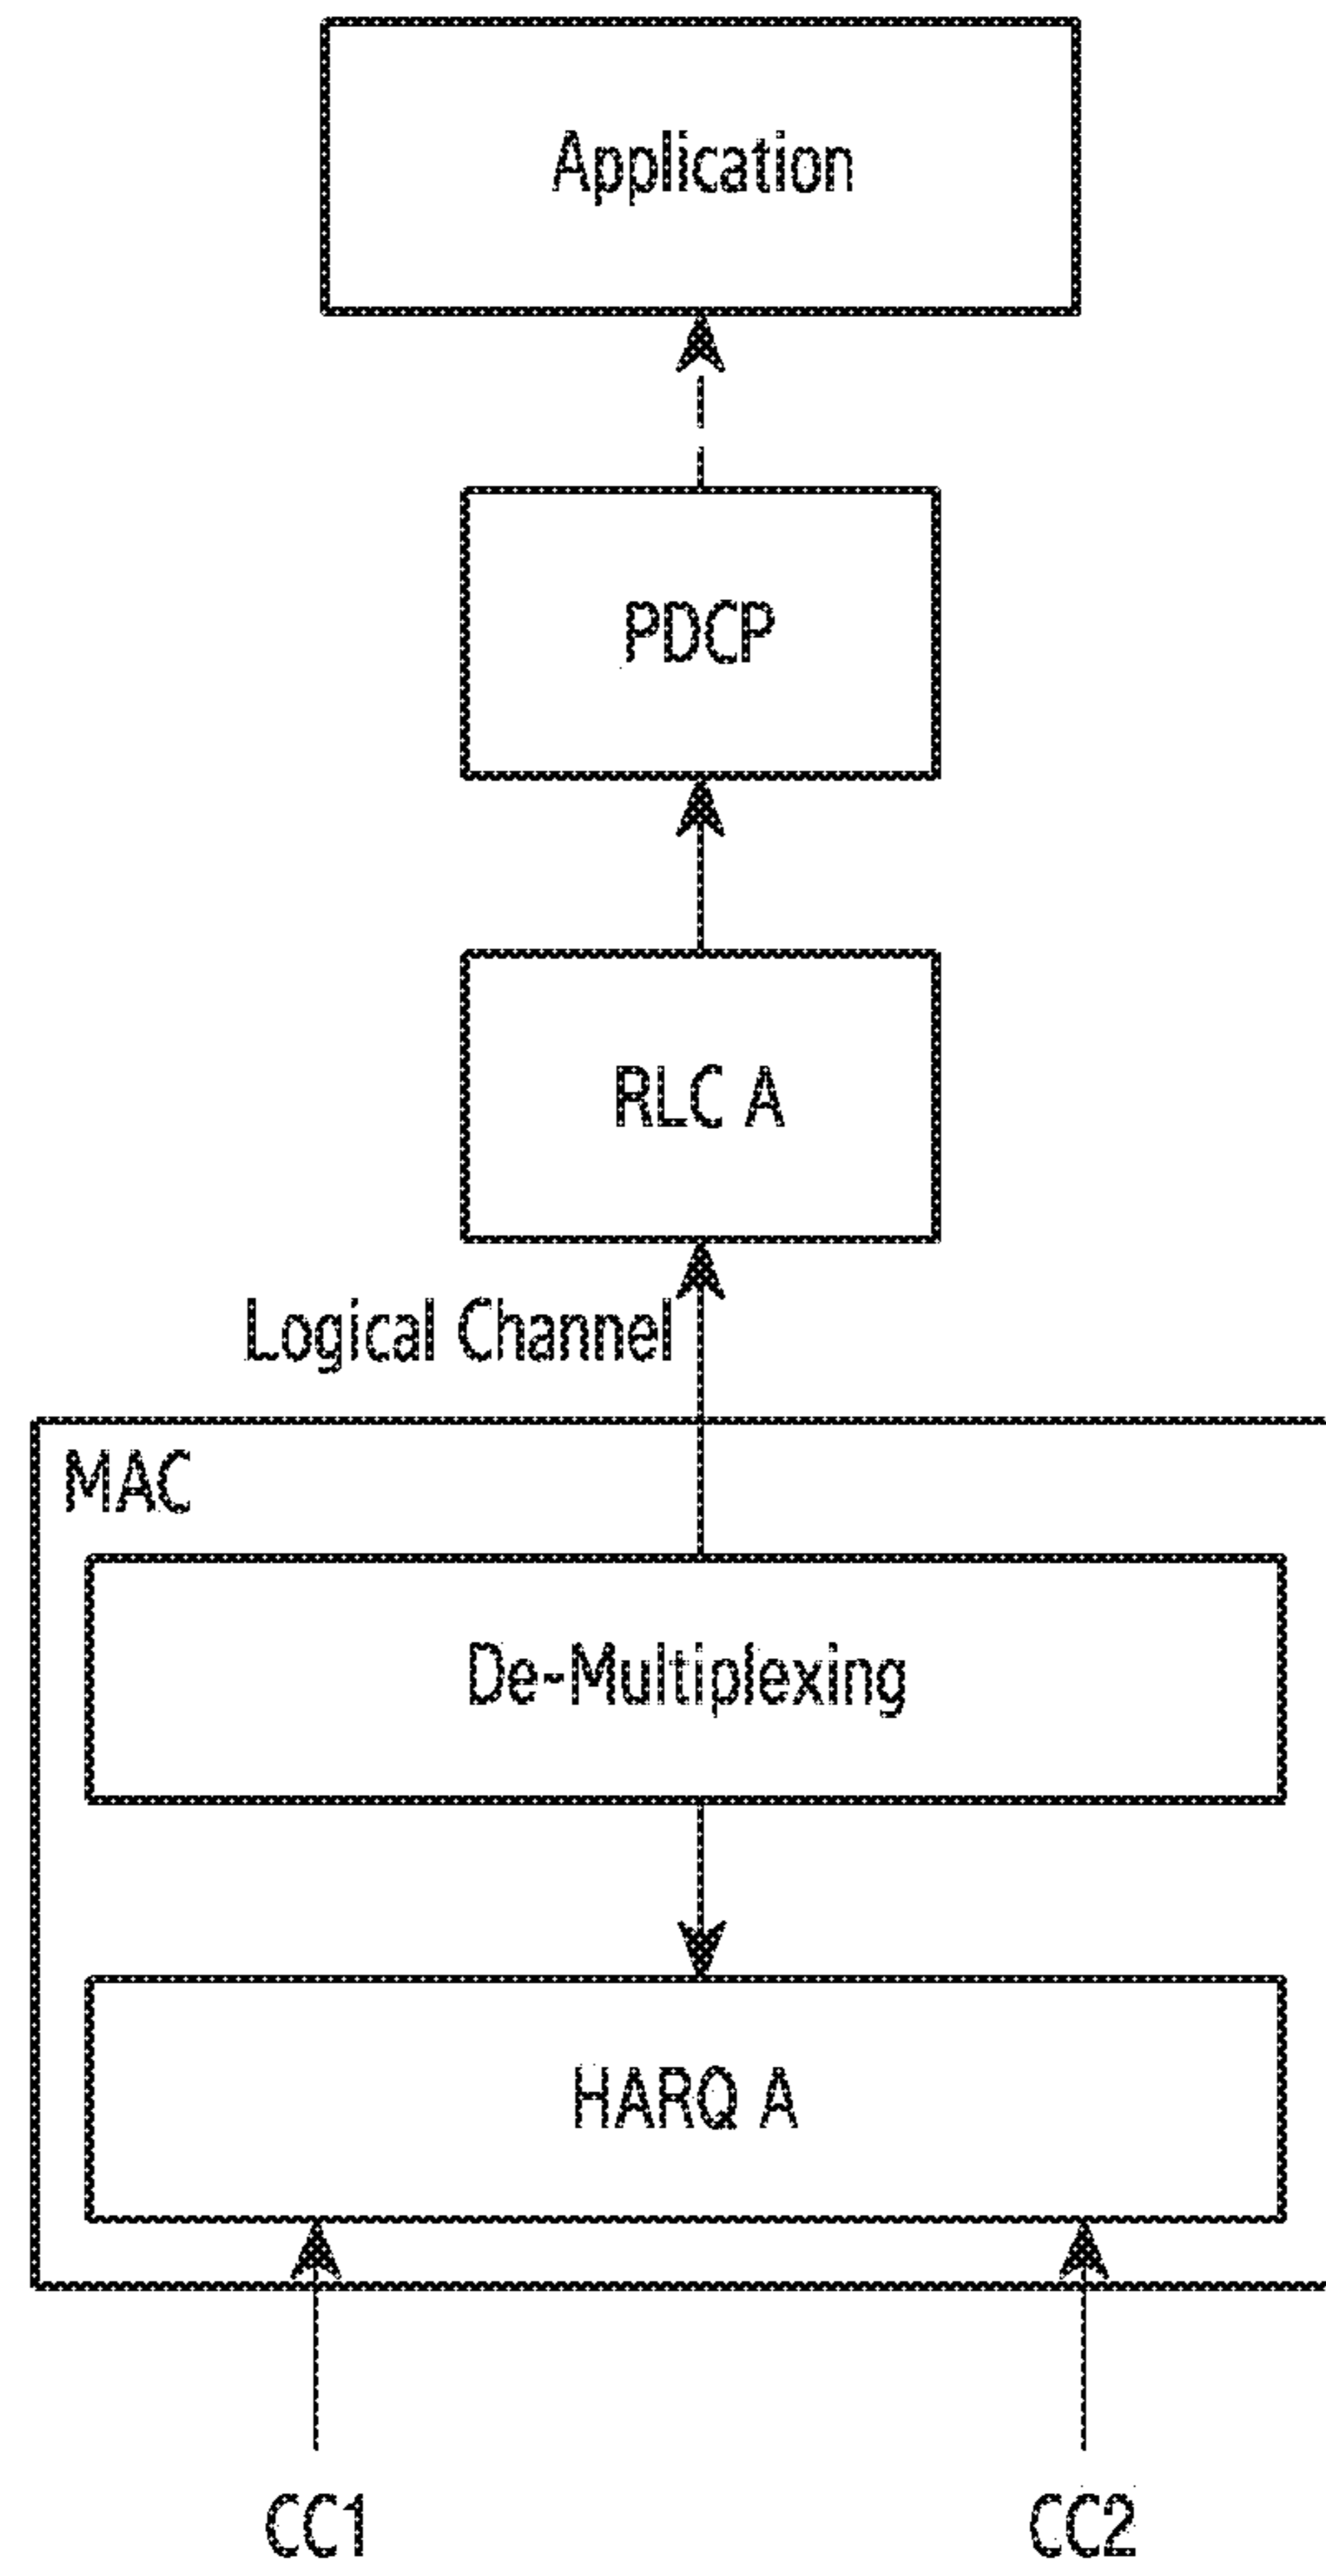 Application
PDCP
RLC A
Logical Channel
MAC
De-Multiplexing
HARQ A
CC1
CC2